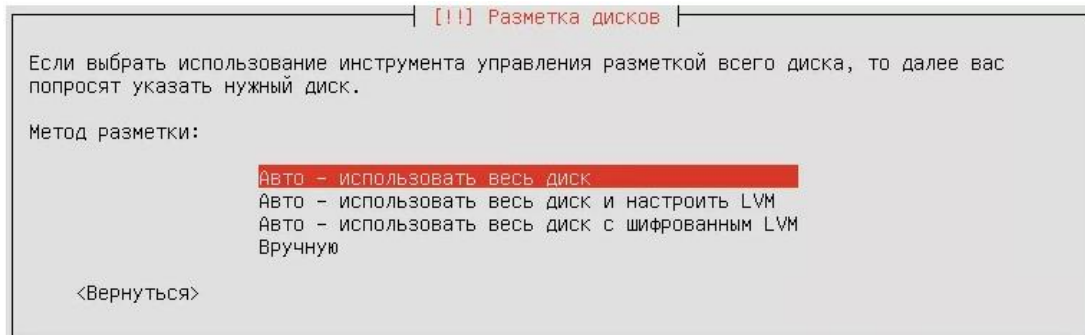 [!!] Разметка дисков
Если выбрать использование инструмента управления разметкой всего диска, то далее вас
попросят указать нужный диск.
Метод разметки:
Авто - использовать весь диск
Авто - использовать весь диск и настроить LVM
Авто - использовать весь диск с шифрованным LVM
Вручную
<Вернуться>